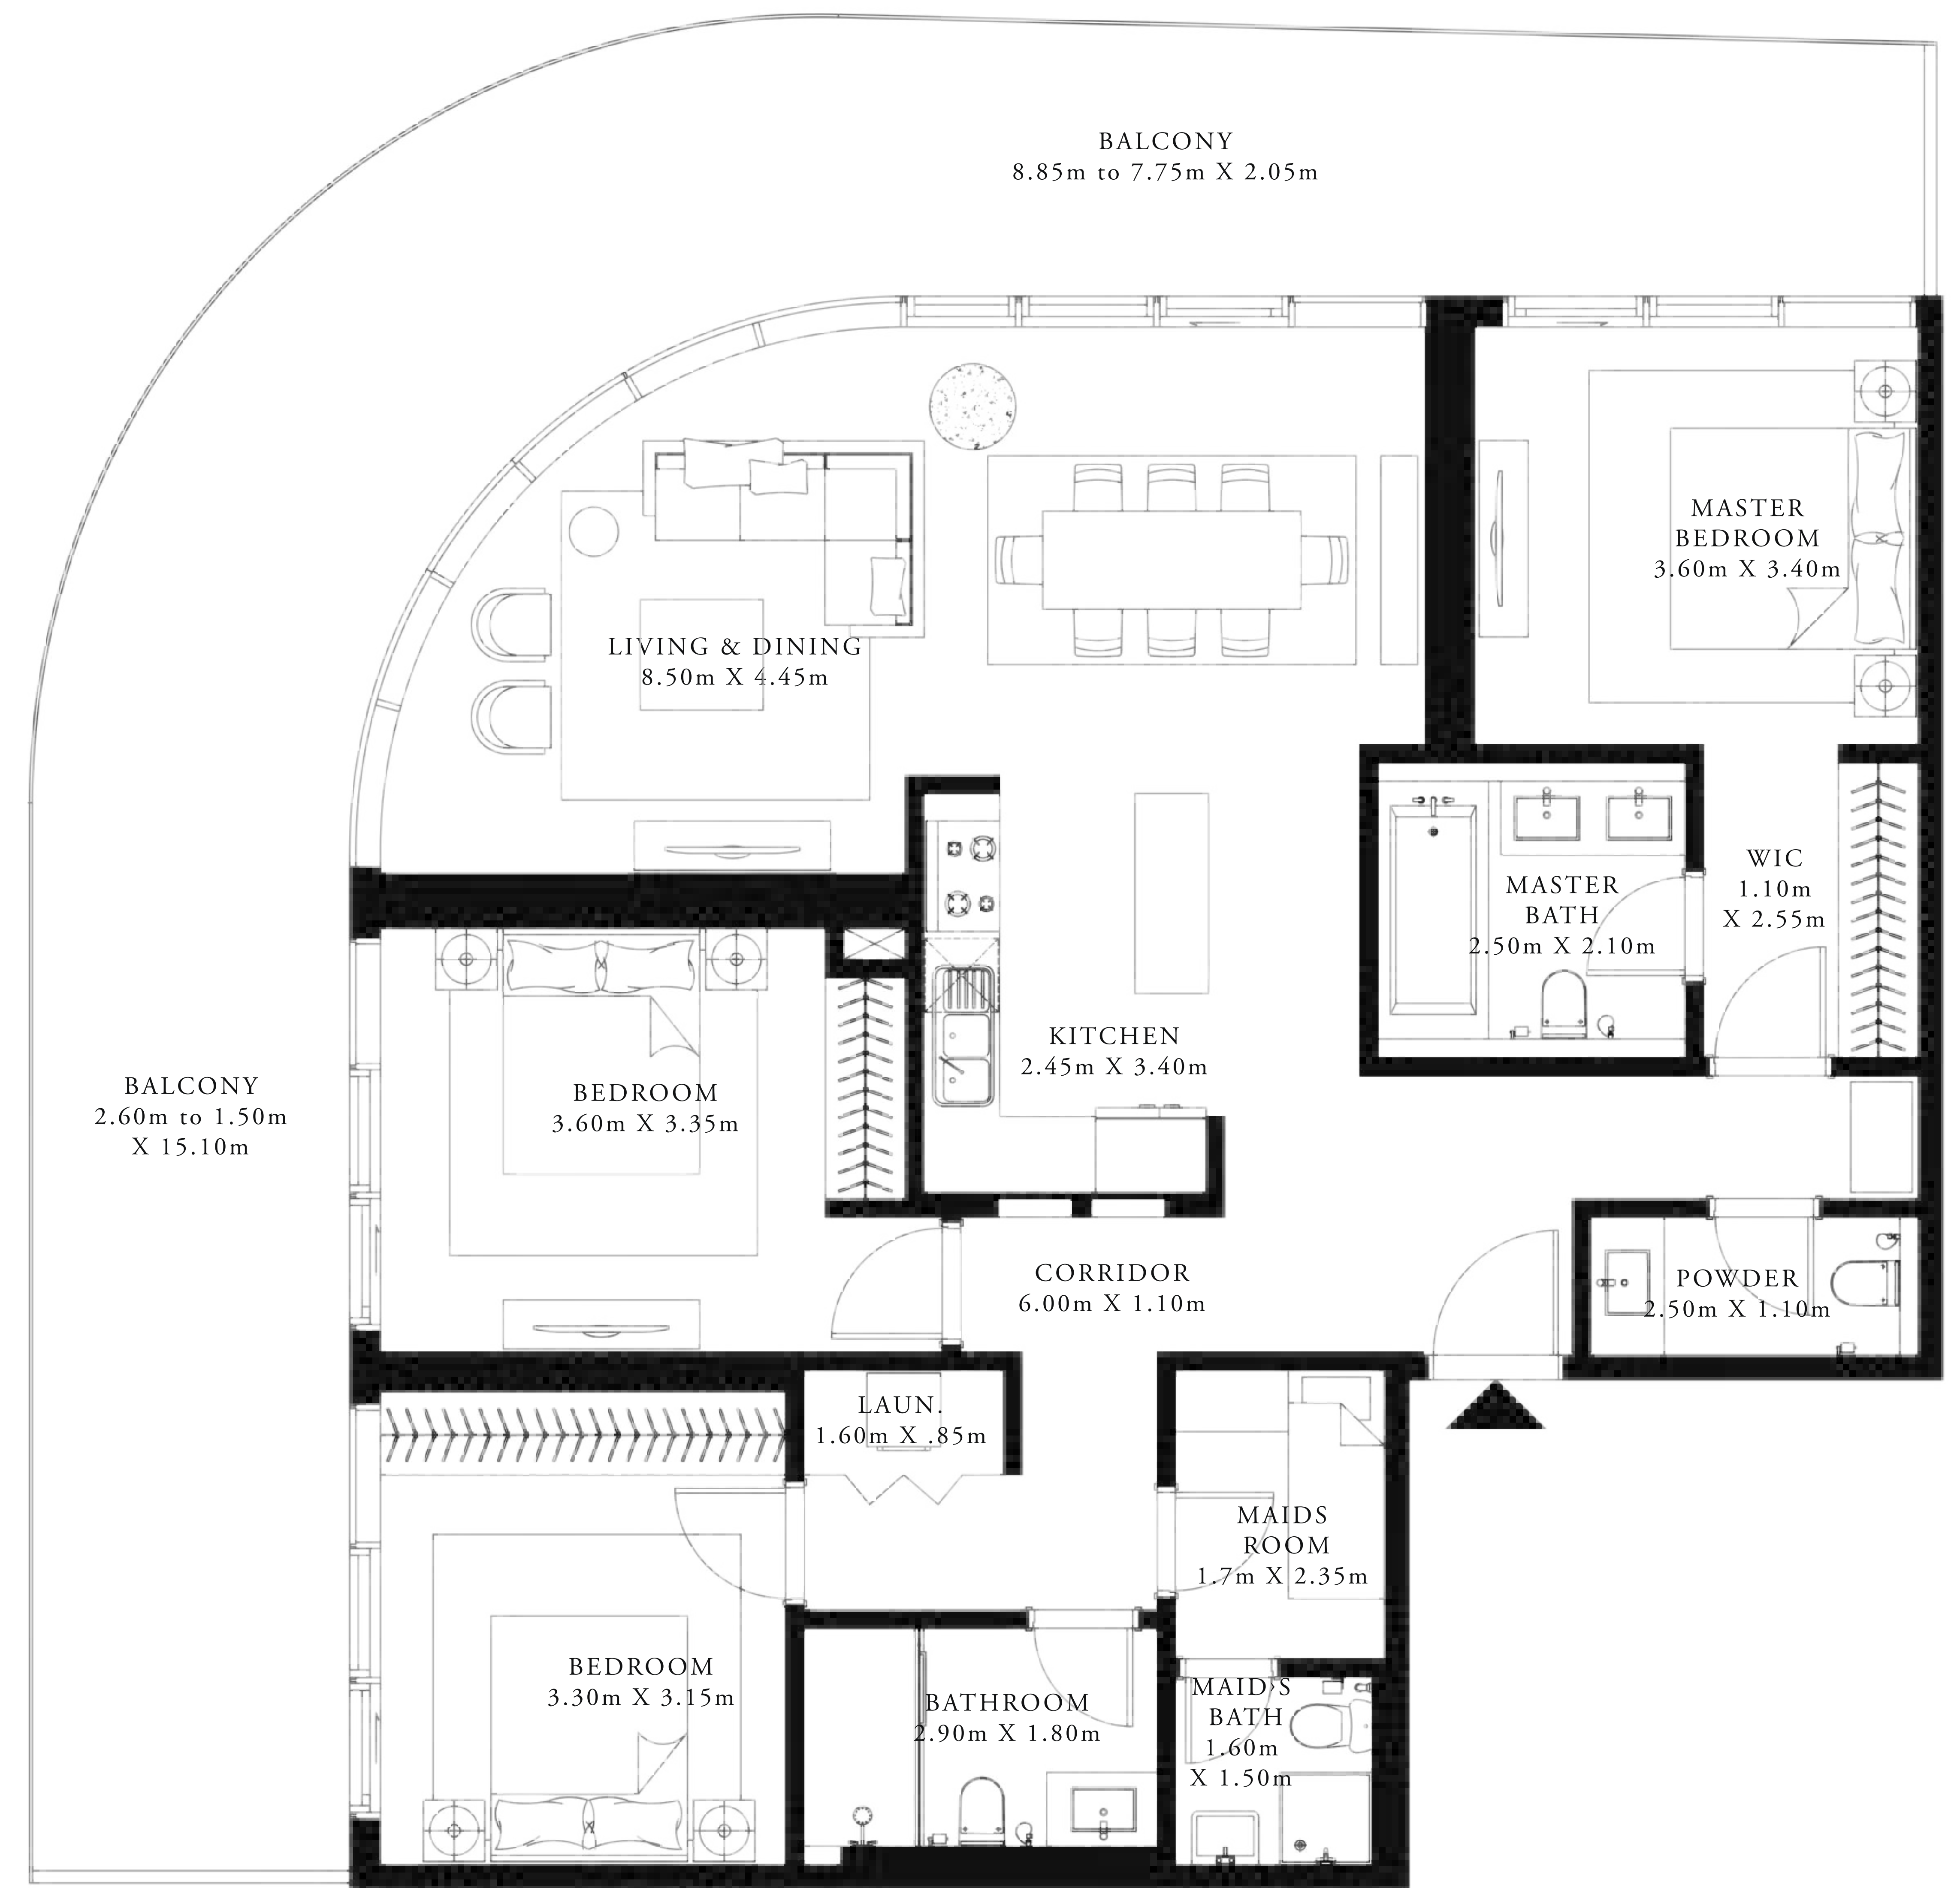 BALCONY
8.85m to 7.75m X 2.05m
MASTER
BEDROOM
3.60m X 3.40m
LIVING & DINING
8.50m X 4.45m
WIC
1.10m
X 2.55m
MASTER
BATH
2.50m X 2.10m
KITCHEN
2.45m X 3.40m
BALCONY
2.60m to 1.50m
X 15.10m
BEDROOM
3.60m X 3.35m
CORRIDOR
6.00m X 1.10m
POWDER
2.50m X 1.10m
LAUN.
1.60m X .85m
MAIDS
ROOM
1.7m X 2.35m
BEDROOM
3.30m X 3.15m
BATHROOM
2.90m X 1.80m
MAID'S
BATH
1.60m
X 1.50m